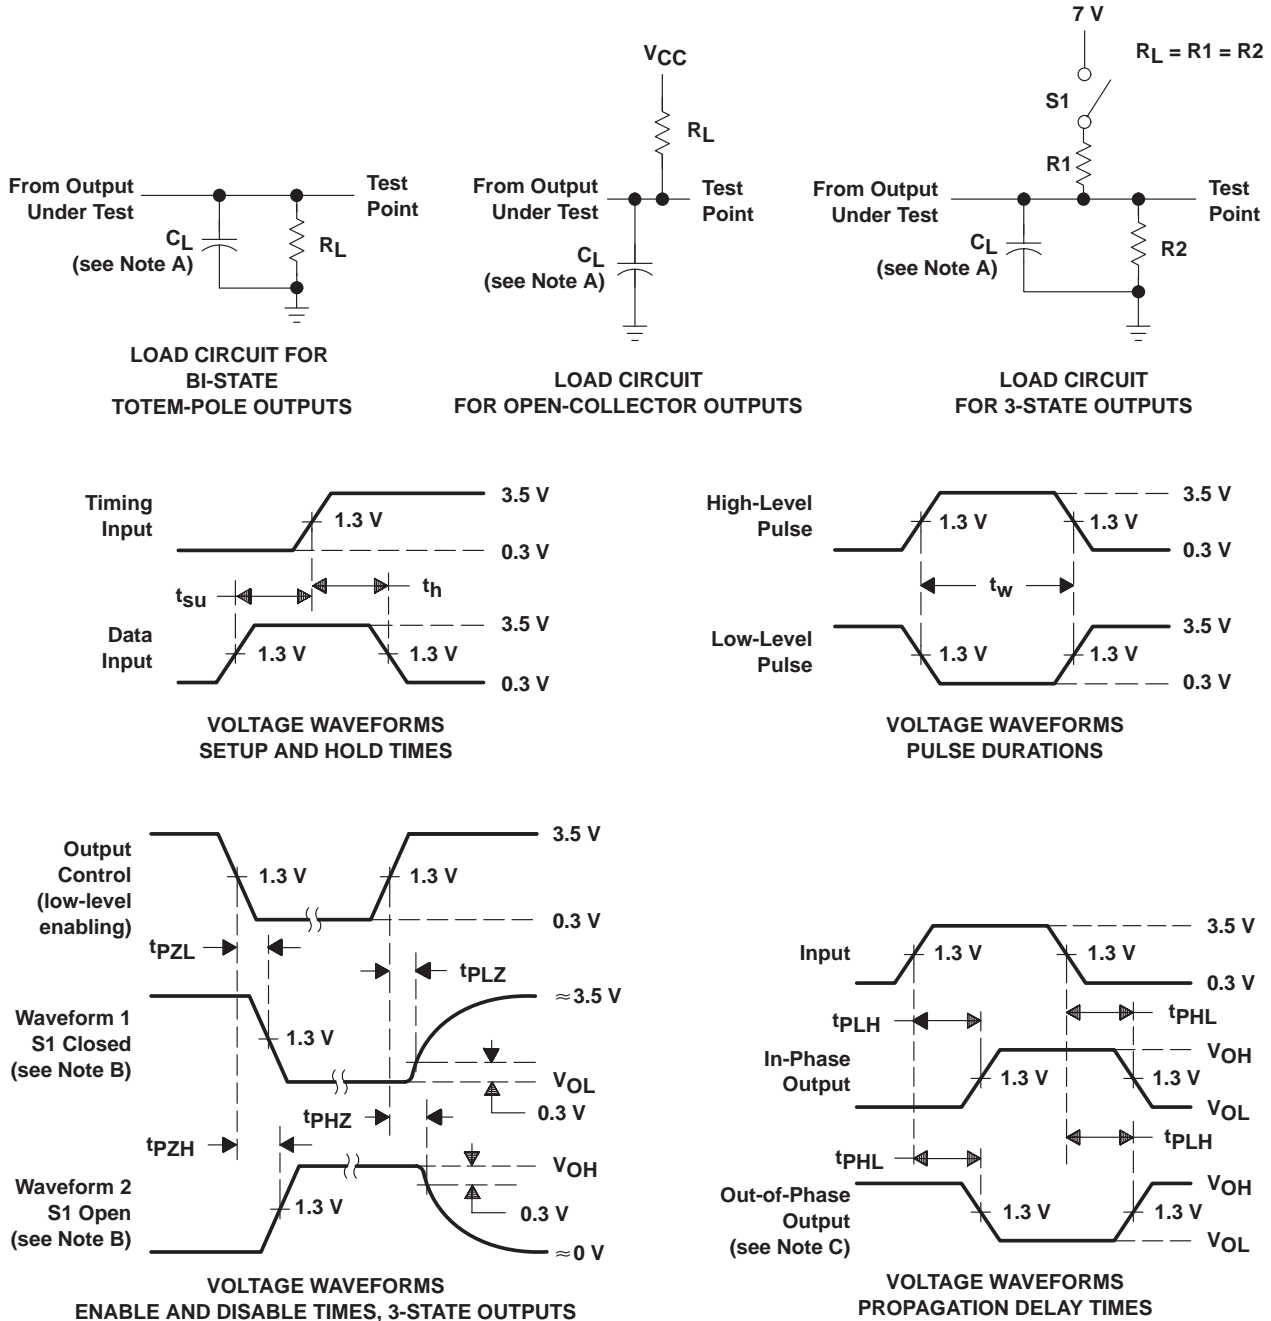 7 V
RL = R1 = R2
S1
R1
From Output
Under Test
Test
Point
CL
(see Note A)
R2
LOAD CIRCUIT
FOR 3-STATE OUTPUTS
VCC
RL
From Output
Under Test
Test
Point
CL
(see Note A)
LOAD CIRCUIT
FOR OPEN-COLLECTOR OUTPUTS
From Output
Under Test
Test
Point
CL
(see Note A)
RL
LOAD CIRCUIT FOR
BI-STATE
TOTEM-POLE OUTPUTS
Timing
Input
1.3 V
3.5 V
0.3 V
tsu
th
Data
Input
1.3 V
1.3 V
3.5 V
0.3 V
VOLTAGE WAVEFORMS
SETUP AND HOLD TIMES
High-Level
Pulse
1.3 V
1.3 V
3.5 V
0.3 V
tw
Low-Level
Pulse
1.3 V
1.3 V
3.5 V
0.3 V
VOLTAGE WAVEFORMS
PULSE DURATIONS
Output
Control
(low-level
enabling)
1.3 V
1.3 V
3.5 V
0.3 V
tPZL
tPLZ
Waveform 1
S1 Closed
(see Note B)
1.3 V
≈3.5 V
VOL
0.3 V
tPZH
tPHZ
Waveform 2
S1 Open
(see Note B)
1.3 V
VOH
0.3 V
≈0 V
VOLTAGE WAVEFORMS
ENABLE AND DISABLE TIMES, 3-STATE OUTPUTS
Input
1.3 V
1.3 V
3.5 V
0.3 V
tPLH
tPHL
In-Phase
Output
1.3 V
1.3 V
VOH
VOL
tPHL
tPLH
Out-of-Phase
Output
(see Note C)
1.3 V
1.3 V
VOH
VOL
VOLTAGE WAVEFORMS
PROPAGATION DELAY TIMES